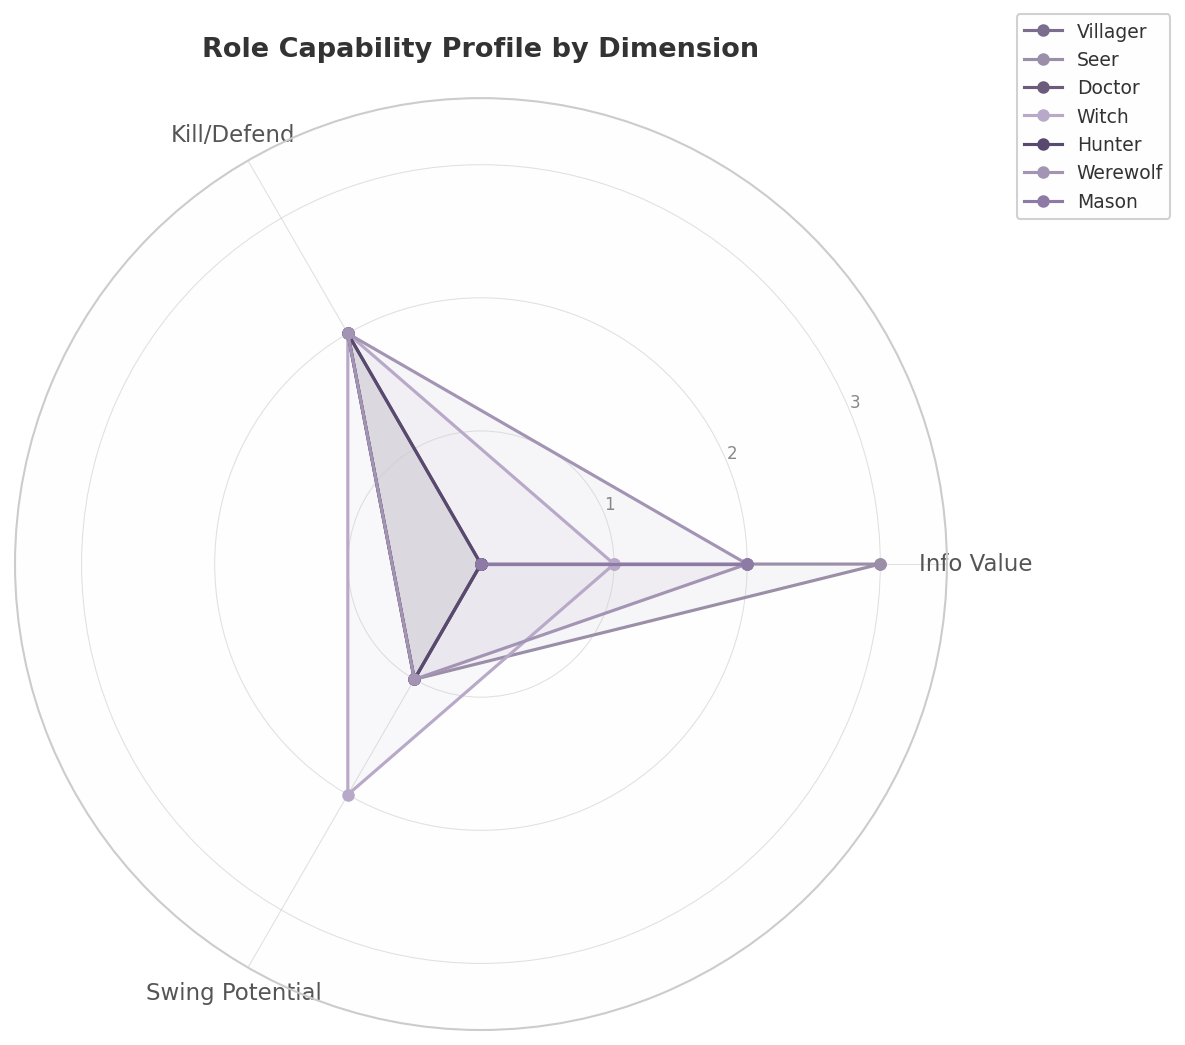 Role Capability Profile by Dimension
Villager
Seer
Doctor
Witch
Hunter
Werewolf
Mason
Kill/Defend
3
2
1
Info Value
Swing Potential